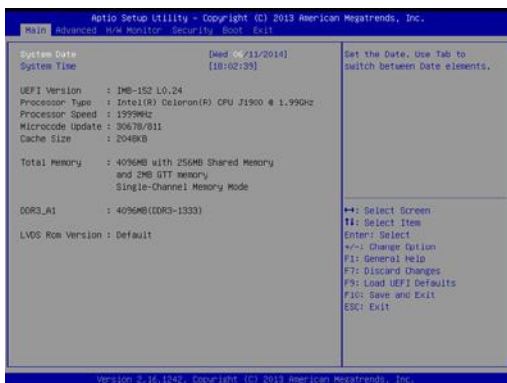 Aptio Setup Utility - Copyright (C) 2013 American Megatrends, Inc.
Main Advanced H/W Monitor Security Boot Exit
System Date [Wed 06/11/2014]
System Time [18:02:39]
UEFI Version : IMB-152 L0.24
Processor Type : Intel(R) Celeron(R) CPU J1900 @ 1.99GHz
Processor Speed : 1999MHz
Microcode Update : 30678/811
Cache Size : 2048KB
Total Memory : 4096MB with 256MB Shared Memory
and 2MB GTT memory
Single-Channel Memory Mode
DDR3_A1 : 4096MB(DDR3-1333)
LVDS Rom Version : Default
Set the Date. Use Tab to
switch between Date elements.
↔: Select Screen
↑↓: Select Item
Enter: Select
+/-: Change Option
F1: General Help
F7: Discard Changes
F9: Load UEFI Defaults
F10: Save and Exit
ESC: Exit
Version 2.16.1242. Copyright (C) 2013 American Megatrends, Inc.